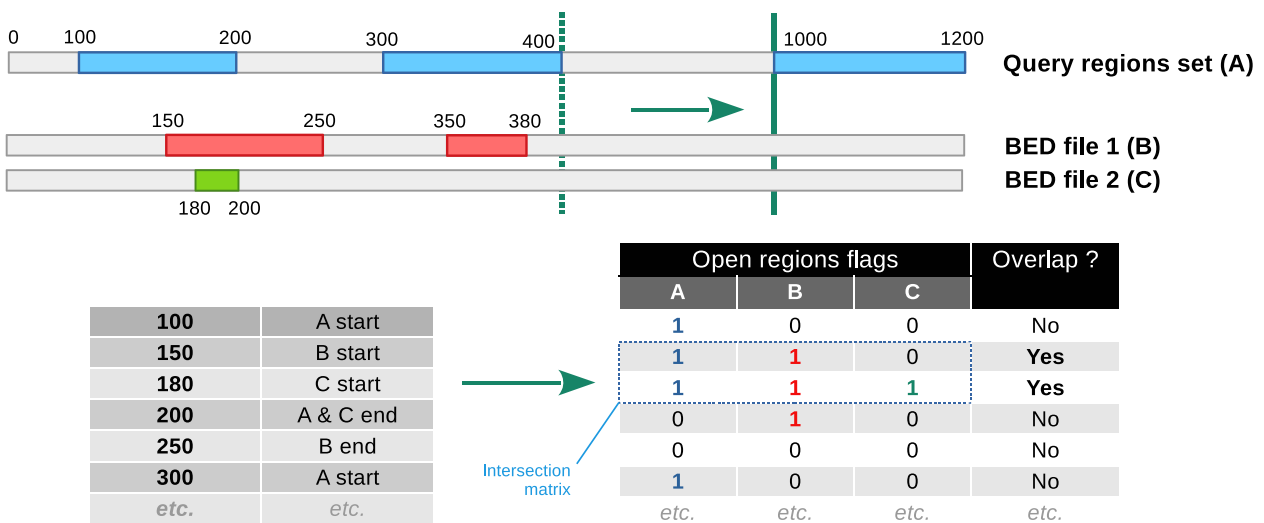 0 100 200 300 400 1000 1200
Query regions set (A)
150 250 350 380
BED file 1 (B)
BED file 2 (C)
180 200
Open regions flags Overlap ?
A B C
100 A start
150 B start
180 C start
200 A & C end
250 B end
300 A start
etc. etc.
1 0 0 No
1 1 0 Yes
1 1 1 Yes
0 1 0 No
0 0 0 No
1 0 0 No
etc. etc. etc. etc.
Intersection
matrix